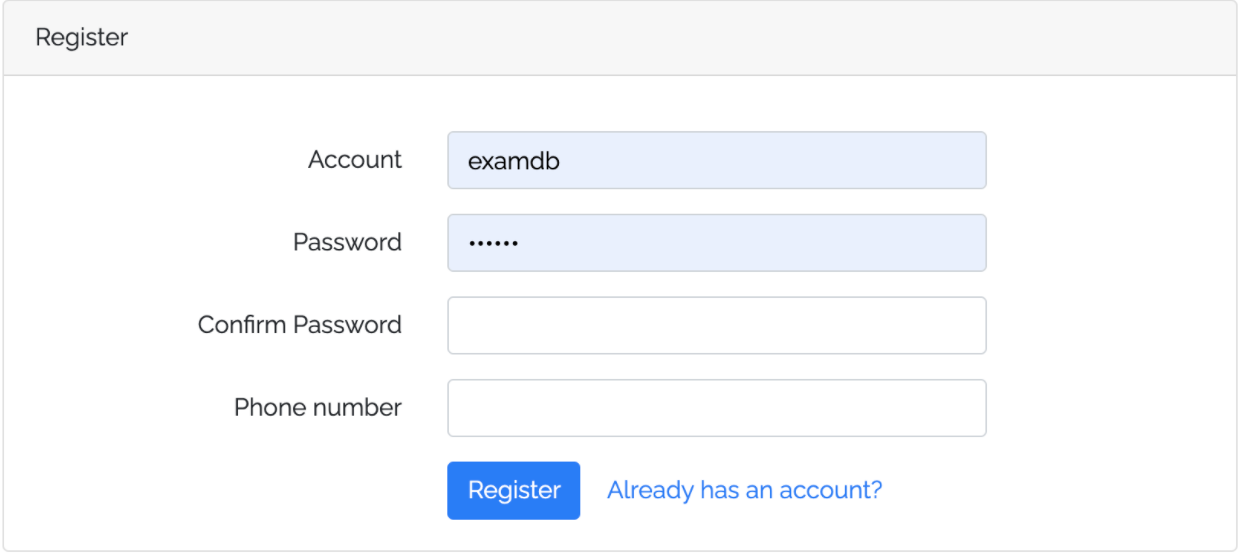 Register
Account examdb
Password ••••••
Confirm Password
Phone number
Register Already has an account?